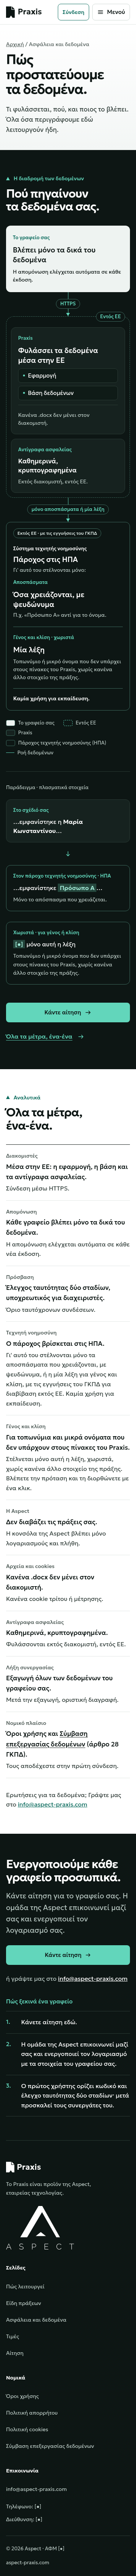 Praxis
Σύνδεση
Μενού
Αρχική / Ασφάλεια και δεδομένα
Πώς
προστατεύουμε
τα δεδομένα.
Τι φυλάσσεται, πού, και ποιος το βλέπει.
Όλα όσα περιγράφουμε εδώ
λειτουργούν ήδη.
Η διαδρομή των δεδομένων
Πού πηγαίνουν
τα δεδομένα σας.
Το γραφείο σας
Βλέπει μόνο τα δικά του
δεδομένα
Η απομόνωση ελέγχεται αυτόματα σε κάθε
έκδοση.
HTTPS
Εντός ΕΕ
Praxis
Φυλάσσει τα δεδομένα
μέσα στην ΕΕ
Εφαρμογή
Βάση δεδομένων
Κανένα .docx δεν μένει στον
διακομιστή.
Αντίγραφα ασφαλείας
Καθημερινά,
κρυπτογραφημένα
Εκτός διακομιστή, εντός ΕΕ.
μόνο αποσπάσματα ή μία λέξη
Εκτός ΕΕ · με τις εγγυήσεις του ΓΚΠΔ
Σύστημα τεχνητής νοημοσύνης
Πάροχος στις ΗΠΑ
Γι' αυτό του στέλνουμε μόνο:
Αποσπάσματα
Όσα χρειάζονται, με
ψευδώνυμα
Π.χ. «Πρόσωπο Α» αντί για το όνομα.
Γένος και κλίση · χωριστά
Μία λέξη
Τοπωνύμιο ή μικρό όνομα που δεν υπάρχει
στους πίνακες του Praxis, χωρίς κανένα
άλλο στοιχείο της πράξης.
Καμία χρήση για εκπαίδευση.
Το γραφείο σας
Εντός ΕΕ
Praxis
Πάροχος τεχνητής νοημοσύνης (ΗΠΑ)
Ροή δεδομένων
Παράδειγμα · πλασματικά στοιχεία
Στο σχέδιό σας
…εμφανίστηκε η Μαρία
Κωνσταντίνου…
Στον πάροχο τεχνητής νοημοσύνης · ΗΠΑ
…εμφανίστηκε Πρόσωπο Α …
Μόνο το απόσπασμα που χρειάζεται.
Χωριστά · για γένος ή κλίση
[●] μόνο αυτή η λέξη
Τοπωνύμιο ή μικρό όνομα που δεν υπάρχει
στους πίνακες του Praxis, χωρίς κανένα
άλλο στοιχείο της πράξης.
Κάντε αίτηση →
Όλα τα μέτρα, ένα-ένα →
Αναλυτικά
Όλα τα μέτρα,
ένα-ένα.
Διακομιστές
Μέσα στην ΕΕ: η εφαρμογή, η βάση και
τα αντίγραφα ασφαλείας.
Σύνδεση μέσω HTTPS.
Απομόνωση
Κάθε γραφείο βλέπει μόνο τα δικά του
δεδομένα.
Η απομόνωση ελέγχεται αυτόματα σε κάθε
νέα έκδοση.
Πρόσβαση
Έλεγχος ταυτότητας δύο σταδίων,
υποχρεωτικός για διαχειριστές.
Όριο ταυτόχρονων συνδέσεων.
Τεχνητή νοημοσύνη
Ο πάροχος βρίσκεται στις ΗΠΑ.
Γι' αυτό του στέλνουμε μόνο τα
αποσπάσματα που χρειάζονται, με
ψευδώνυμα, ή η μία λέξη για γένος και
κλίση, με τις εγγυήσεις του ΓΚΠΔ για
διαβίβαση εκτός ΕΕ. Καμία χρήση για
εκπαίδευση.
Γένος και κλίση
Για τοπωνύμια και μικρά ονόματα που
δεν υπάρχουν στους πίνακες του Praxis.
Στέλνεται μόνο αυτή η λέξη, χωριστά,
χωρίς κανένα άλλο στοιχείο της πράξης.
Βλέπετε την πρόταση και τη διορθώνετε με
ένα κλικ.
Η Aspect
Δεν διαβάζει τις πράξεις σας.
Η κονσόλα της Aspect βλέπει μόνο
λογαριασμούς και πλήθη.
Αρχεία και cookies
Κανένα .docx δεν μένει στον
διακομιστή.
Κανένα cookie τρίτου ή μέτρησης.
Αντίγραφα ασφαλείας
Καθημερινά, κρυπτογραφημένα.
Φυλάσσονται εκτός διακομιστή, εντός ΕΕ.
Λήξη συνεργασίας
Εξαγωγή όλων των δεδομένων του
γραφείου σας.
Μετά την εξαγωγή, οριστική διαγραφή.
Νομικό πλαίσιο
Όροι χρήσης και Σύμβαση
επεξεργασίας δεδομένων (άρθρο 28
ΓΚΠΔ).
Τους αποδέχεστε στην πρώτη σύνδεση.
Ερωτήσεις για τα δεδομένα; Γράψτε μας
στο info@aspect-praxis.com
Ενεργοποιούμε κάθε
γραφείο προσωπικά.
Κάντε αίτηση για το γραφείο σας. Η
ομάδα της Aspect επικοινωνεί μαζί
σας και ενεργοποιεί τον
λογαριασμό σας.
Κάντε αίτηση →
ή γράψτε μας στο info@aspect-praxis.com
Πώς ξεκινά ένα γραφείο
1. Κάνετε αίτηση εδώ.
2. Η ομάδα της Aspect επικοινωνεί μαζί
σας και ενεργοποιεί τον λογαριασμό με
τα στοιχεία του γραφείου σας.
3. Ο πρώτος χρήστης ορίζει κωδικό και
έλεγχο ταυτότητας δύο σταδίων· μετά
προσκαλεί τους συνεργάτες του.
Praxis
Το Praxis είναι προϊόν της Aspect,
εταιρείας τεχνολογίας.
ASPECT
Σελίδες
Πώς λειτουργεί
Είδη πράξεων
Ασφάλεια και δεδομένα
Τιμές
Αίτηση
Νομικά
Όροι χρήσης
Πολιτική απορρήτου
Πολιτική cookies
Σύμβαση επεξεργασίας δεδομένων
Επικοινωνία
info@aspect-praxis.com
Τηλέφωνο: [●]
Διεύθυνση: [●]
© 2026 Aspect · ΑΦΜ [●]
aspect-praxis.com